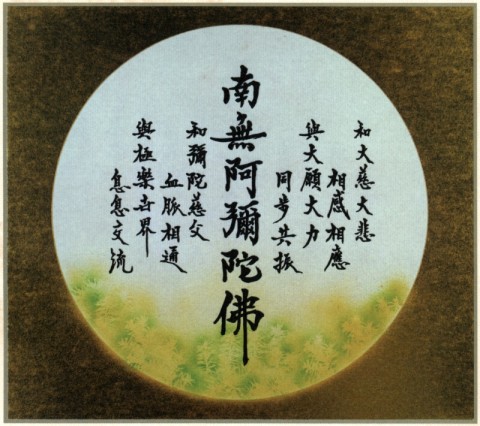 和大慈大悲
相感相應
與大願大力
同步共振
南無阿彌陀佛
和彌陀慈父
血脈相通
與極樂世界
息息交流